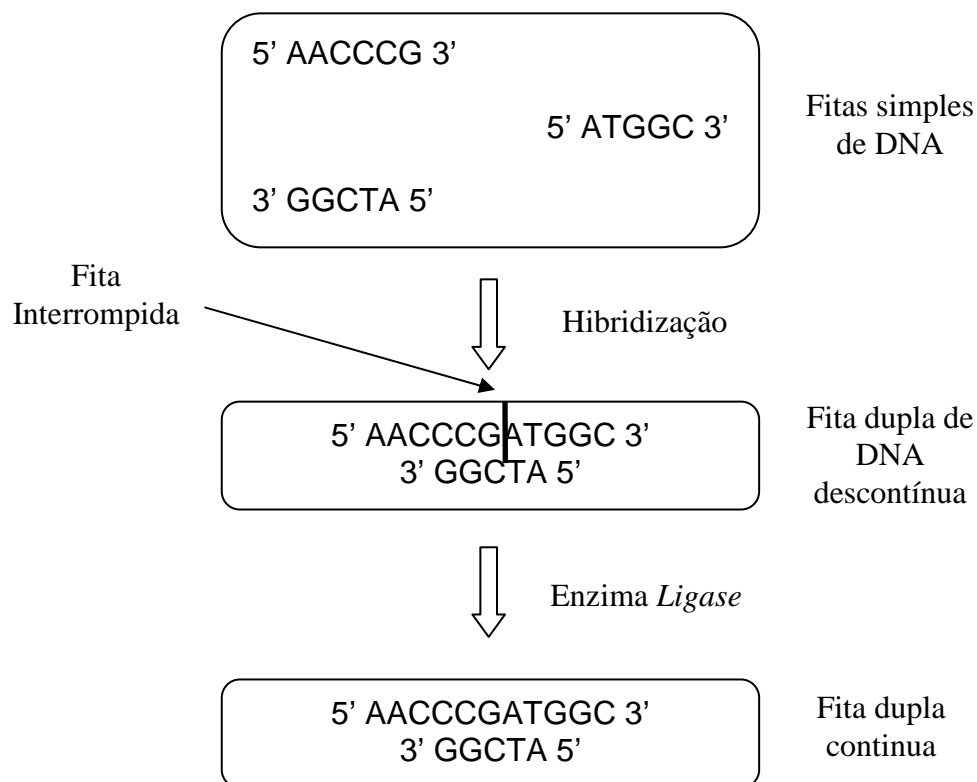 5’ AACCCG 3’
5’ ATGGC 3’
3’ GGCTA 5’
Fitas simples
de DNA
Fita
Interrompida
Hibridização
5’ AACCCGATGGC 3’
3’ GGCTA 5’
Fita dupla de
DNA
descontínua
Enzima Ligase
5’ AACCCGATGGC 3’
3’ GGCTA 5’
Fita dupla
continua